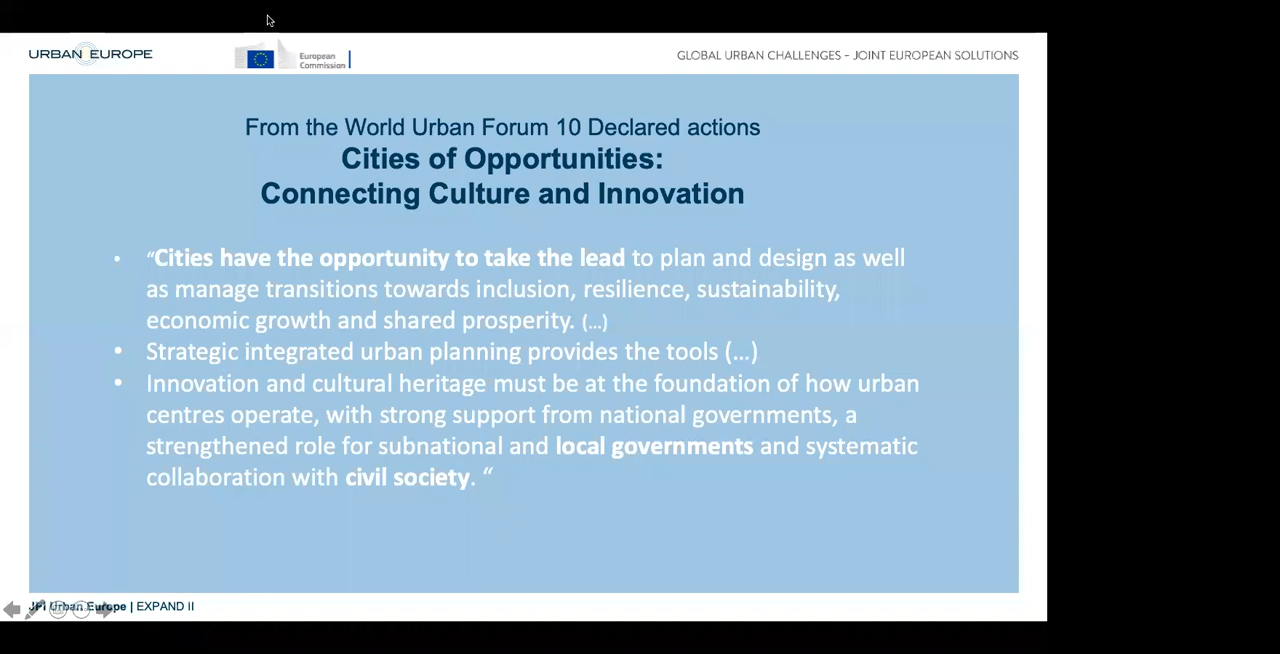 URBAN EUROPE
European
Commission
GLOBAL URBAN CHALLENGES – JOINT EUROPEAN SOLUTIONS
From the World Urban Forum 10 Declared actions
Cities of Opportunities:
Connecting Culture and Innovation
• “Cities have the opportunity to take the lead to plan and design as well
as manage transitions towards inclusion, resilience, sustainability,
economic growth and shared prosperity. (...)
• Strategic integrated urban planning provides the tools (...)
• Innovation and cultural heritage must be at the foundation of how urban
centres operate, with strong support from national governments, a
strengthened role for subnational and local governments and systematic
collaboration with civil society. “
JPI Urban Europe | EXPAND II